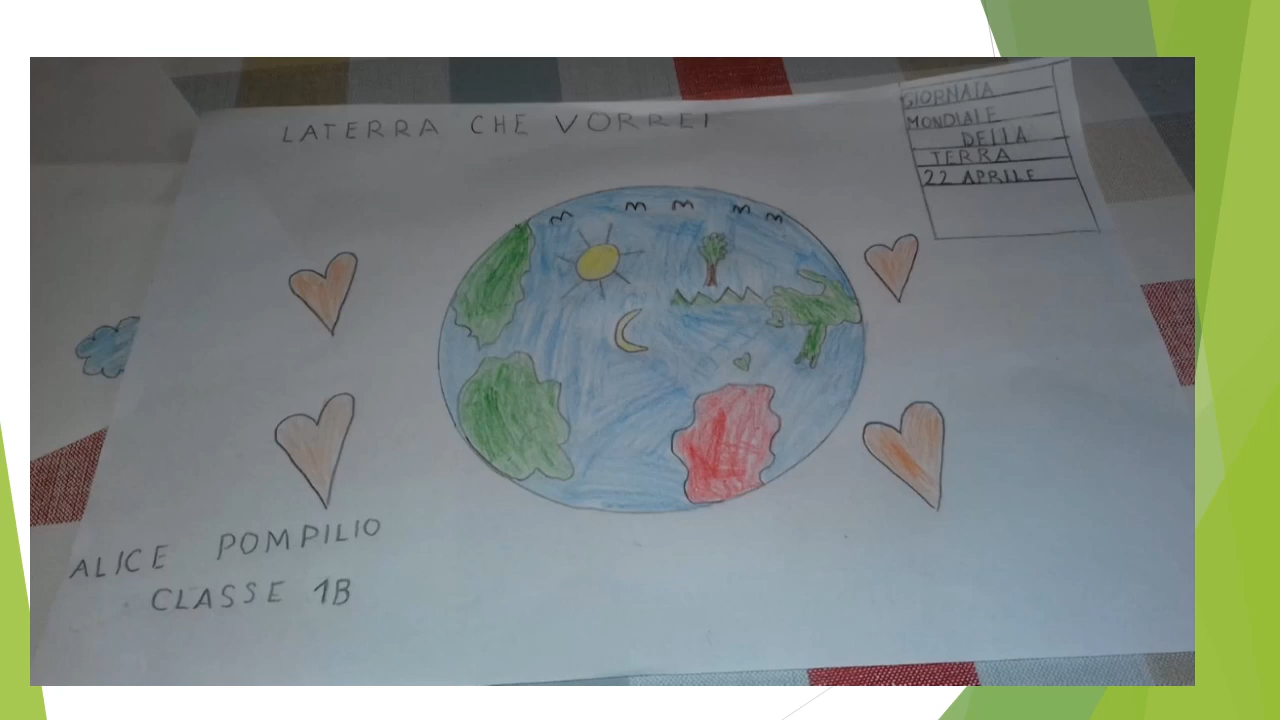 LATERRA CHE VORREI
GIORNATA
MONDIALE
DELLA
TERRA
22 APRILE
ALICE POMPILIO
CLASSE 1B